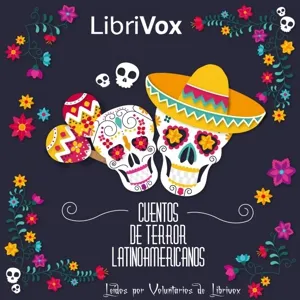 LibriVox
CUENTOS
DE TERROR
LATINOAMERICANOS
Leídos por Voluntarios de Librivox